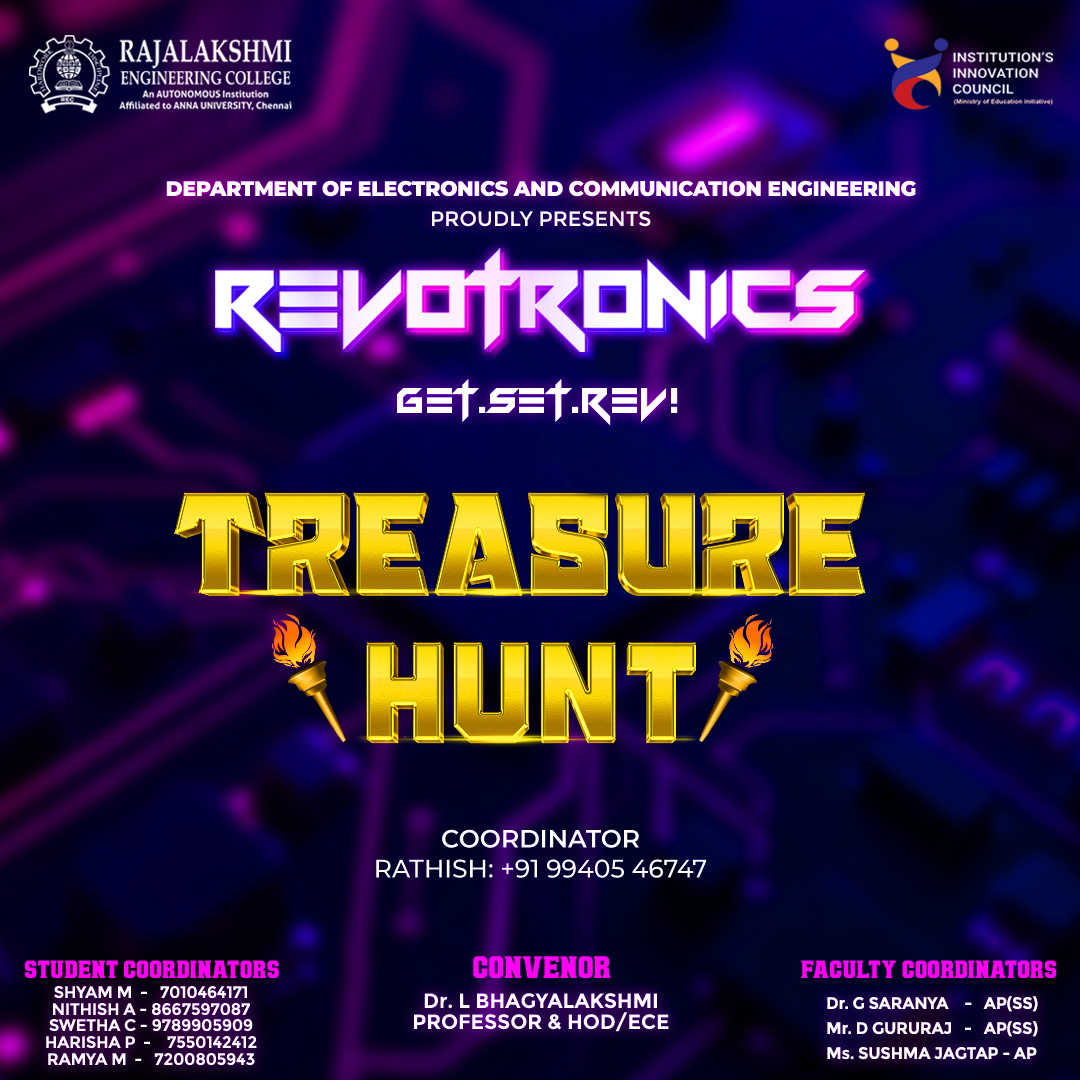 RAJALAKSHMI
ENGINEERING COLLEGE
An AUTONOMOUS Institution
Affiliated to ANNA UNIVERSITY, Chennai
REC
INSTITUTION'S
INNOVATION
COUNCIL
(Ministry of Education Initiative)
DEPARTMENT OF ELECTRONICS AND COMMUNICATION ENGINEERING
PROUDLY PRESENTS
REVOTRONICS
GET.SET.REV!
TREASURE
HUNT
COORDINATOR
RATHISH: +91 99405 46747
STUDENT COORDINATORS
SHYAM M - 7010464171
NITHISH A - 8667597087
SWETHA C - 9789905909
HARISHA P - 7550142412
RAMYA M - 7200805943
CONVENOR
Dr. L BHAGYALAKSHMI
PROFESSOR & HOD/ECE
FACULTY COORDINATORS
Dr. G SARANYA - AP(SS)
Mr. D GURURAJ - AP(SS)
Ms. SUSHMA JAGTAP - AP